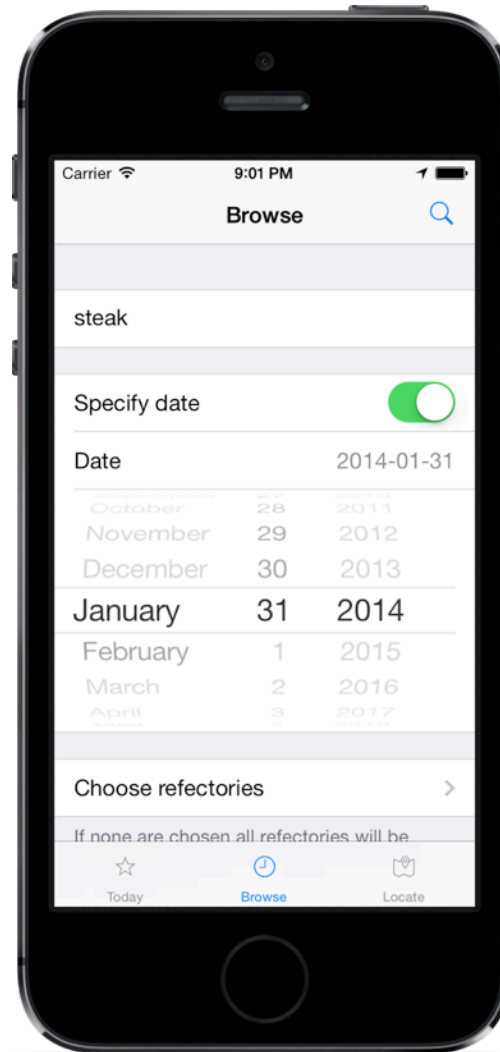 Carrier 9:01 PM
Browse
steak
Specify date
Date 2014-01-31
October 28 2011
November 29 2012
December 30 2013
January 31 2014
February 1 2015
March 2 2016
April 3 2017
Choose refectories
If none are chosen all refectories will be
Today Browse Locate